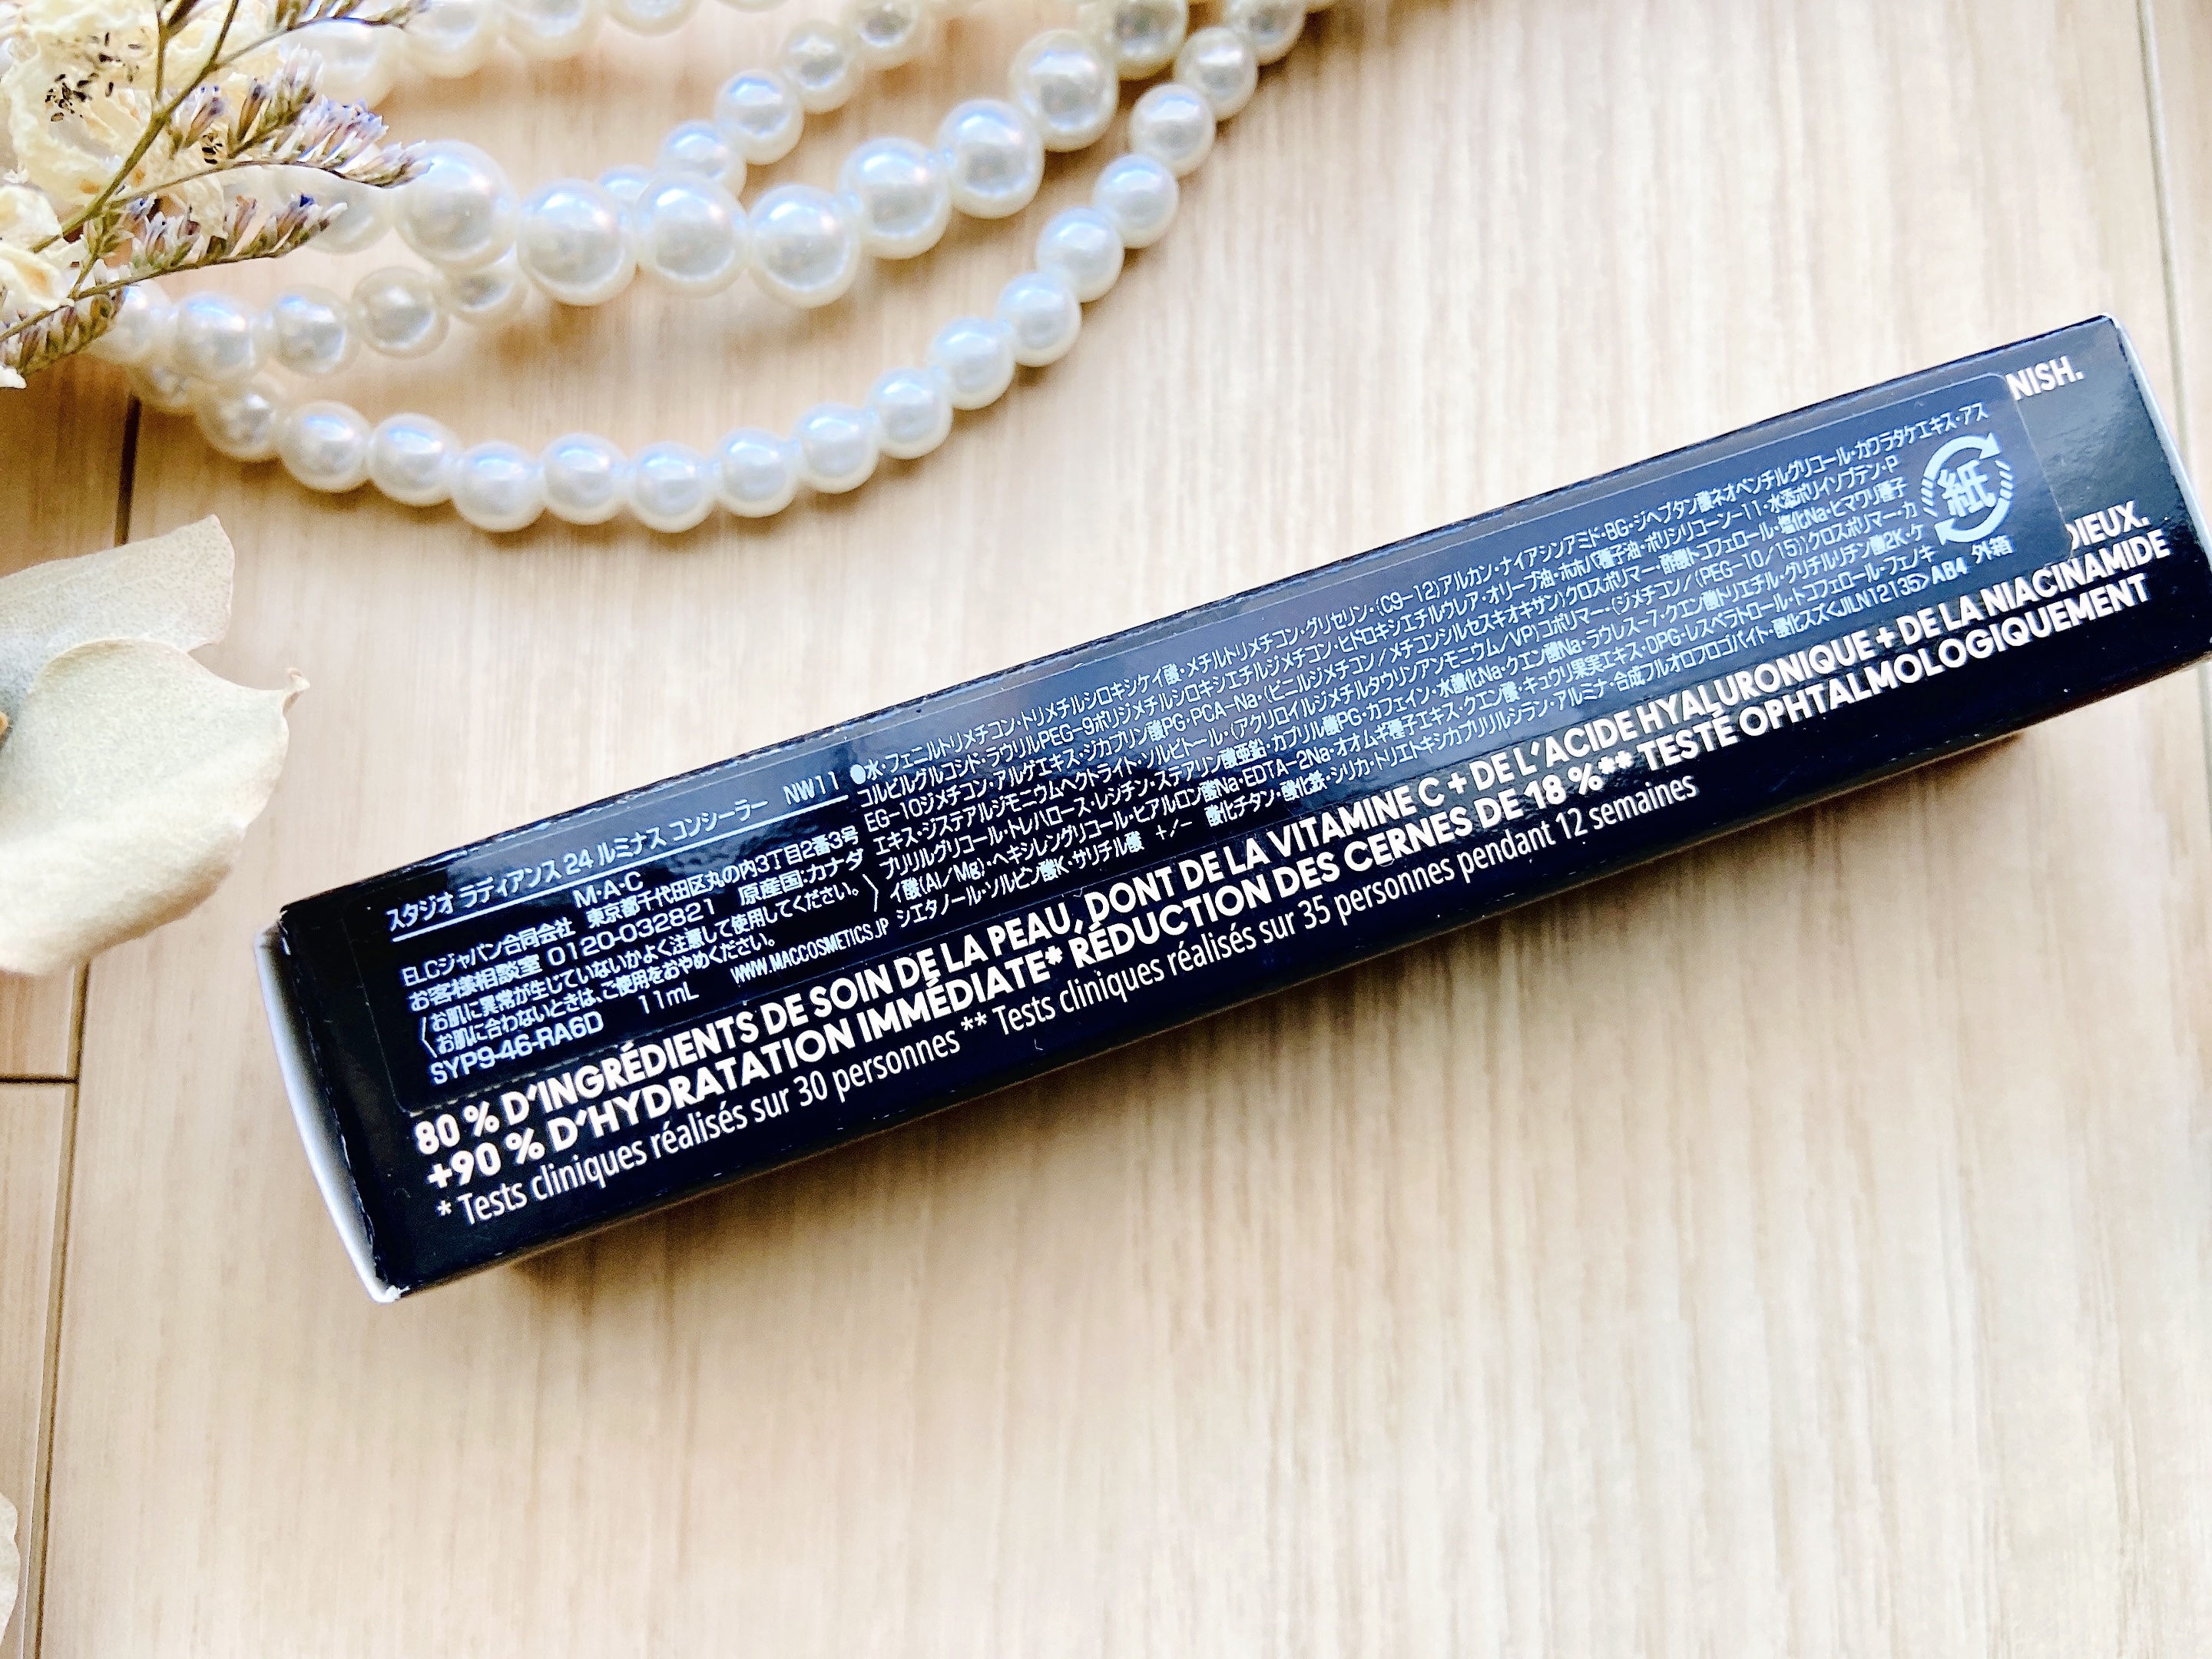 NISH.
スタジオ ラディアンス 24 ルミナス コンシーラー NW11
M·A·C
ELCジャパン合同会社 東京都千代田区丸の内3丁目2番3号
お客様相談室 0120-032821 原産国:カナダ
お肌に異常が生じていないかよく注意して使用してください。
お肌に合わないときは、ご使用をおやめください。
SYP9-46-RA6D 11mL WWW.MACCOSMETICS.JP
●水・フェニルトリメチコン・トリメチルシロキシケイ酸・メチルトリメチコン・グリセリン・(C9-12)アルカン・ナイアシンアミド・BG・ジヘプタン酸ネオペンチルグリコール・カワラタケエキス・アス
コルビルグルコシド・ラウリルPEG-9ポリジメチルシロキシエチルジメチコン・ヒドロキシエチルウレア・オリーブ油・ホホバ種子油・ポリシリコーン-11・水添ポリイソブテン・P
EG-10ジメチコン・アルゲエキス・ジカプリン酸PG・PCA-Na・(ビニルジメチコン/メチコンシルセスキオキサン)クロスポリマー・酢酸トコフェロール・塩化Na・ヒマワリ種子
エキス・ジステアルジモニウムヘクトライト・ソルビトール・(アクリロイルジメチルタウリンアンモニウム/VP)コポリマー・(ジメチコン/(PEG-10/15))クロスポリマー・カ
プリリルグリコール・トレハロース・レシチン・ステアリン酸亜鉛・カプリル酸PG・カフェイン・水酸化Na・クエン酸Na・ラウレス-7・クエン酸トリエチル・グリチルリチン酸2K・ケ
イ酸(Al/Mg)・ヘキシレングリコール・ヒアルロン酸Na・EDTA-2Na・オオムギ種子エキス・クエン酸・キュウリ果実エキス・DPG・レスベラトロール・トコフェロール・フェノキ
シエタノール・ソルビン酸K・サリチル酸 +/- 酸化チタン・酸化鉄・シリカ・トリエトキシカプリリルシラン・アルミナ・合成フルオロフロゴパイト・酸化スズ<JILN12135>AB4
紙
外箱
DIEUX.
80 % D'INGRÉDIENTS DE SOIN DE LA PEAU, DONT DE LA VITAMINE C + DE L'ACIDE HYALURONIQUE + DE LA NIACINAMIDE
+90 % D'HYDRATATION IMMÉDIATE* RÉDUCTION DES CERNES DE 18 %** TESTÉ OPHTALMOLOGIQUEMENT
* Tests cliniques réalisés sur 30 personnes ** Tests cliniques réalisés sur 35 personnes pendant 12 semaines